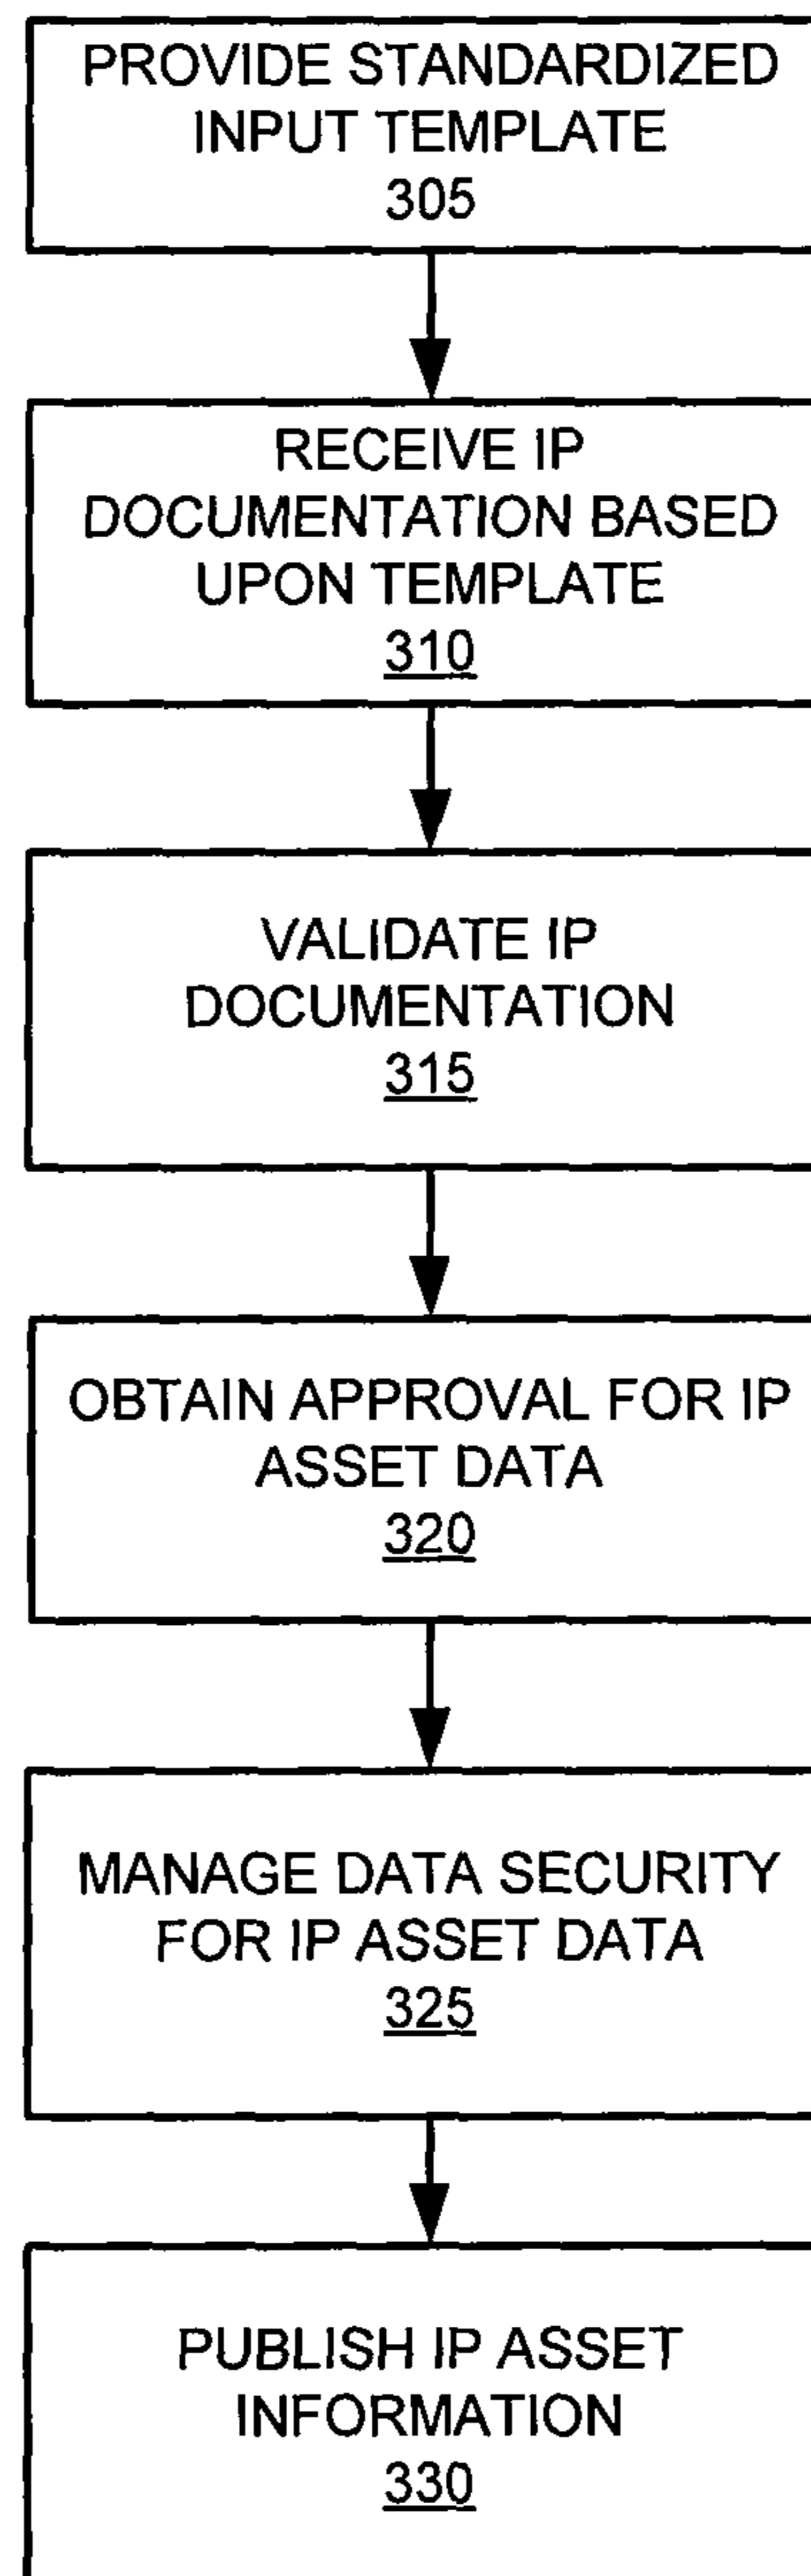 PROVIDE STANDARDIZED
INPUT TEMPLATE
305
RECEIVE IP
DOCUMENTATION BASED
UPON TEMPLATE
310
VALIDATE IP
DOCUMENTATION
315
OBTAIN APPROVAL FOR IP
ASSET DATA
320
MANAGE DATA SECURITY
FOR IP ASSET DATA
325
PUBLISH IP ASSET
INFORMATION
330